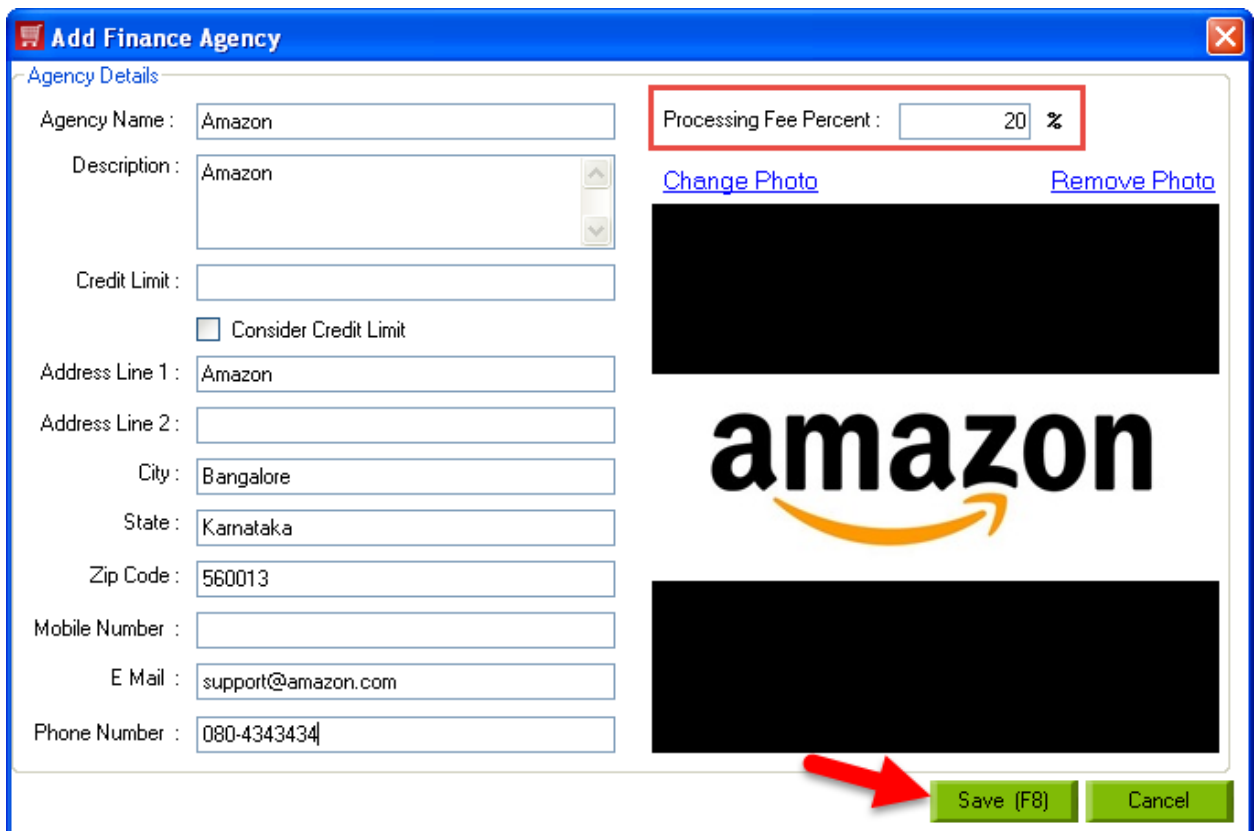 Add Finance Agency
Agency Details
Agency Name : Amazon
Processing Fee Percent : 20 %
Description : Amazon
Change Photo Remove Photo
Credit Limit :
Consider Credit Limit
Address Line 1 : Amazon
Address Line 2 :
amazon
City : Bangalore
State : Karnataka
Zip Code : 560013
Mobile Number :
E Mail : support@amazon.com
Phone Number : 080-4343434
Save (F8) Cancel